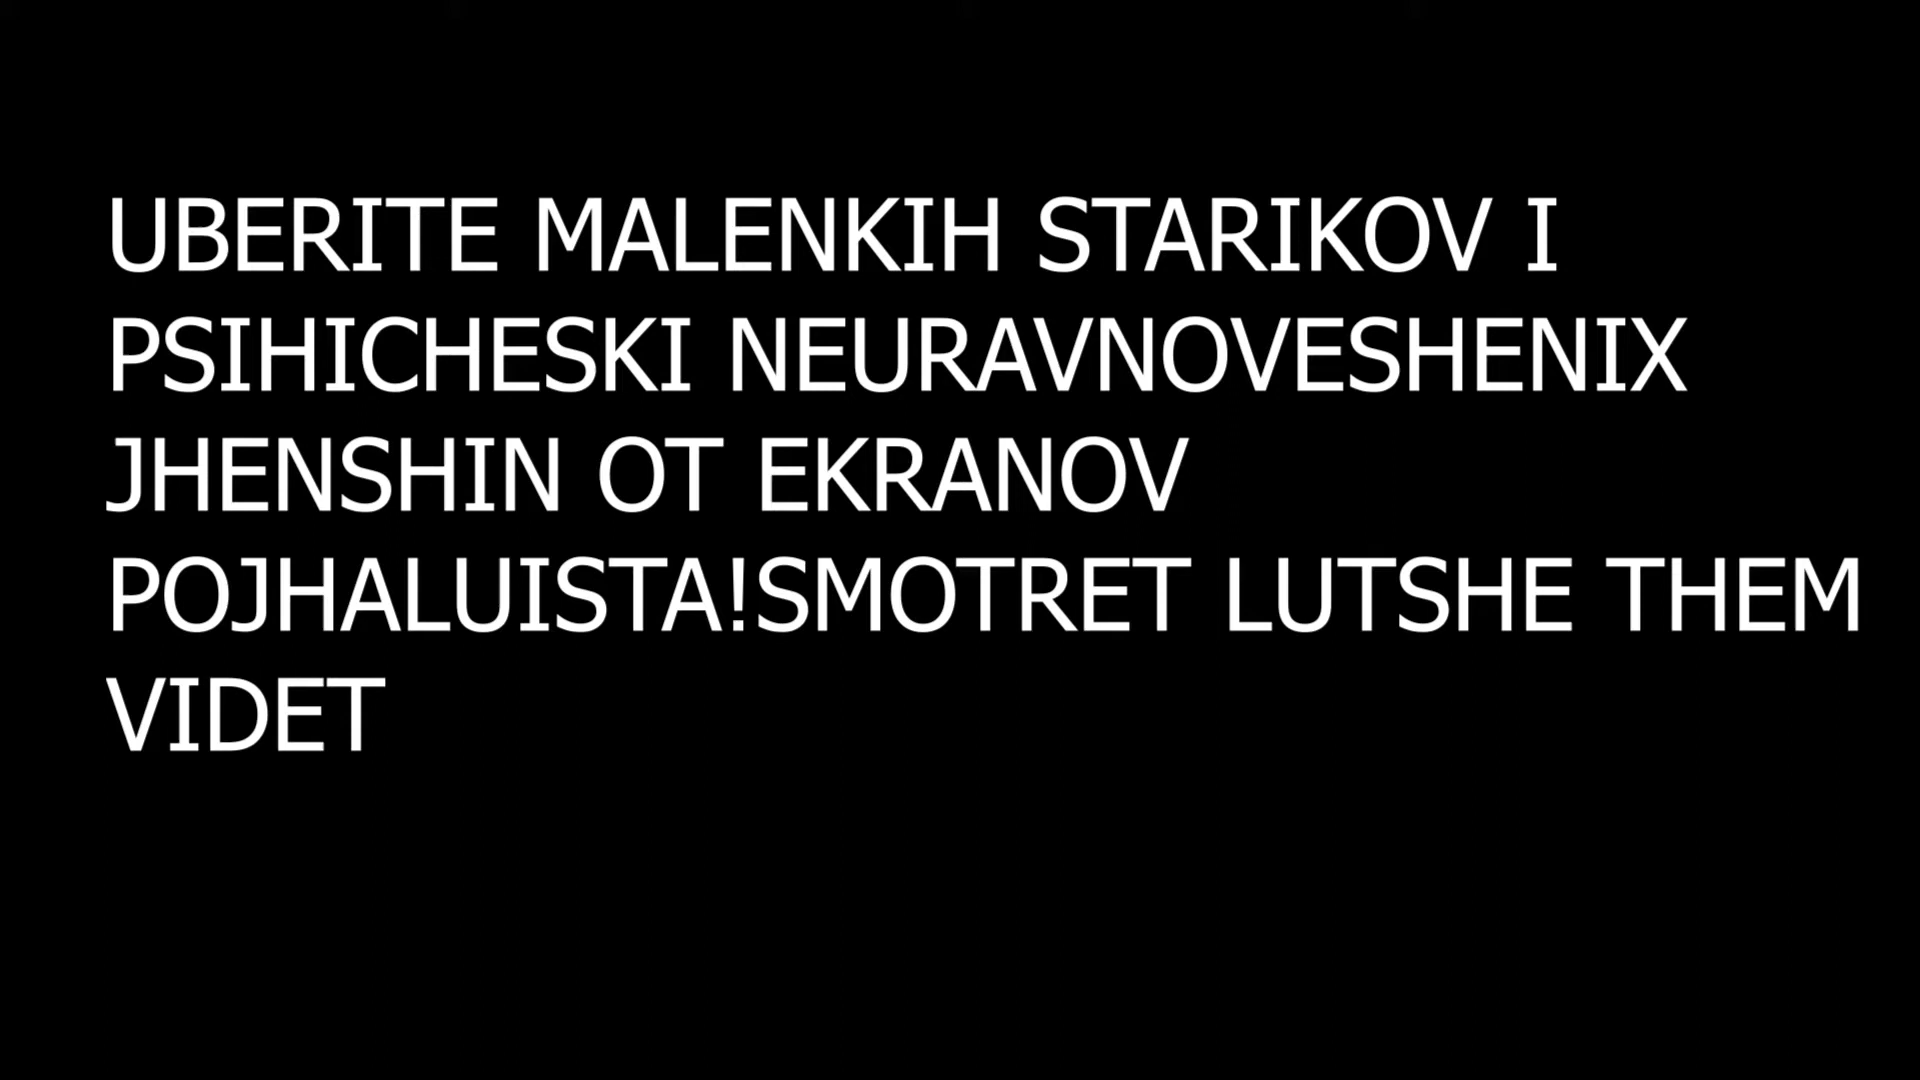 UBERITE MALENKIH STARIKOV I
PSIHICHESKI NEURAVNOVESHENIX
JHENSHIN OT EKRANOV
POJHALUISTA!SMOTRET LUTSHE THEM
VIDET